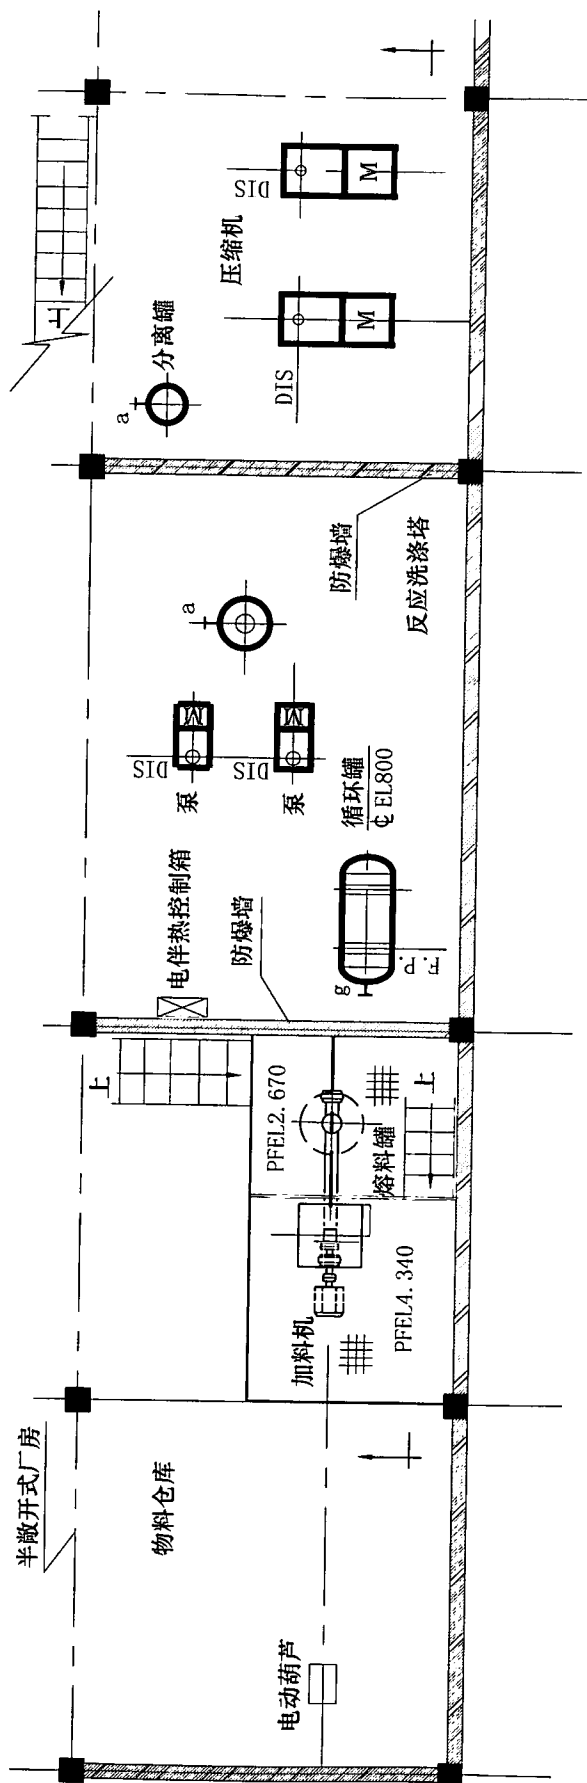 半敞开式厂房
物料仓库
电动葫芦
加料机
PFEL4. 340
PFEL2. 670
熔料罐
上
上
电伴热控制箱
防爆墙
g
F. P.
循环罐
℄ EL800
泵
泵
DIS
DIS
M
M
a
防爆墙
反应洗涤塔
a
分离罐
压缩机
DIS
DIS
M
M
上